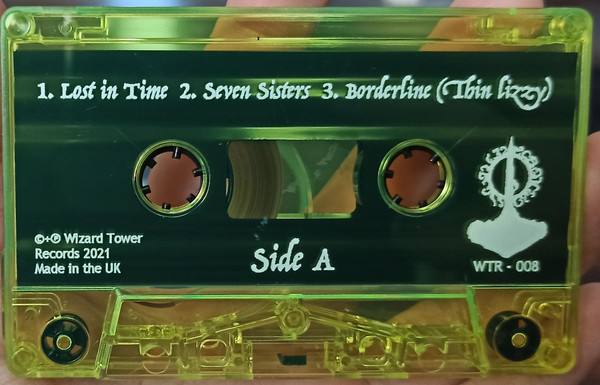 1. Lost in Time 2. Seven Sisters 3. Borderline (Thin lizzy)
©+℗ Wizard Tower
Records 2021
Made in the UK
Side A
WTR - 008